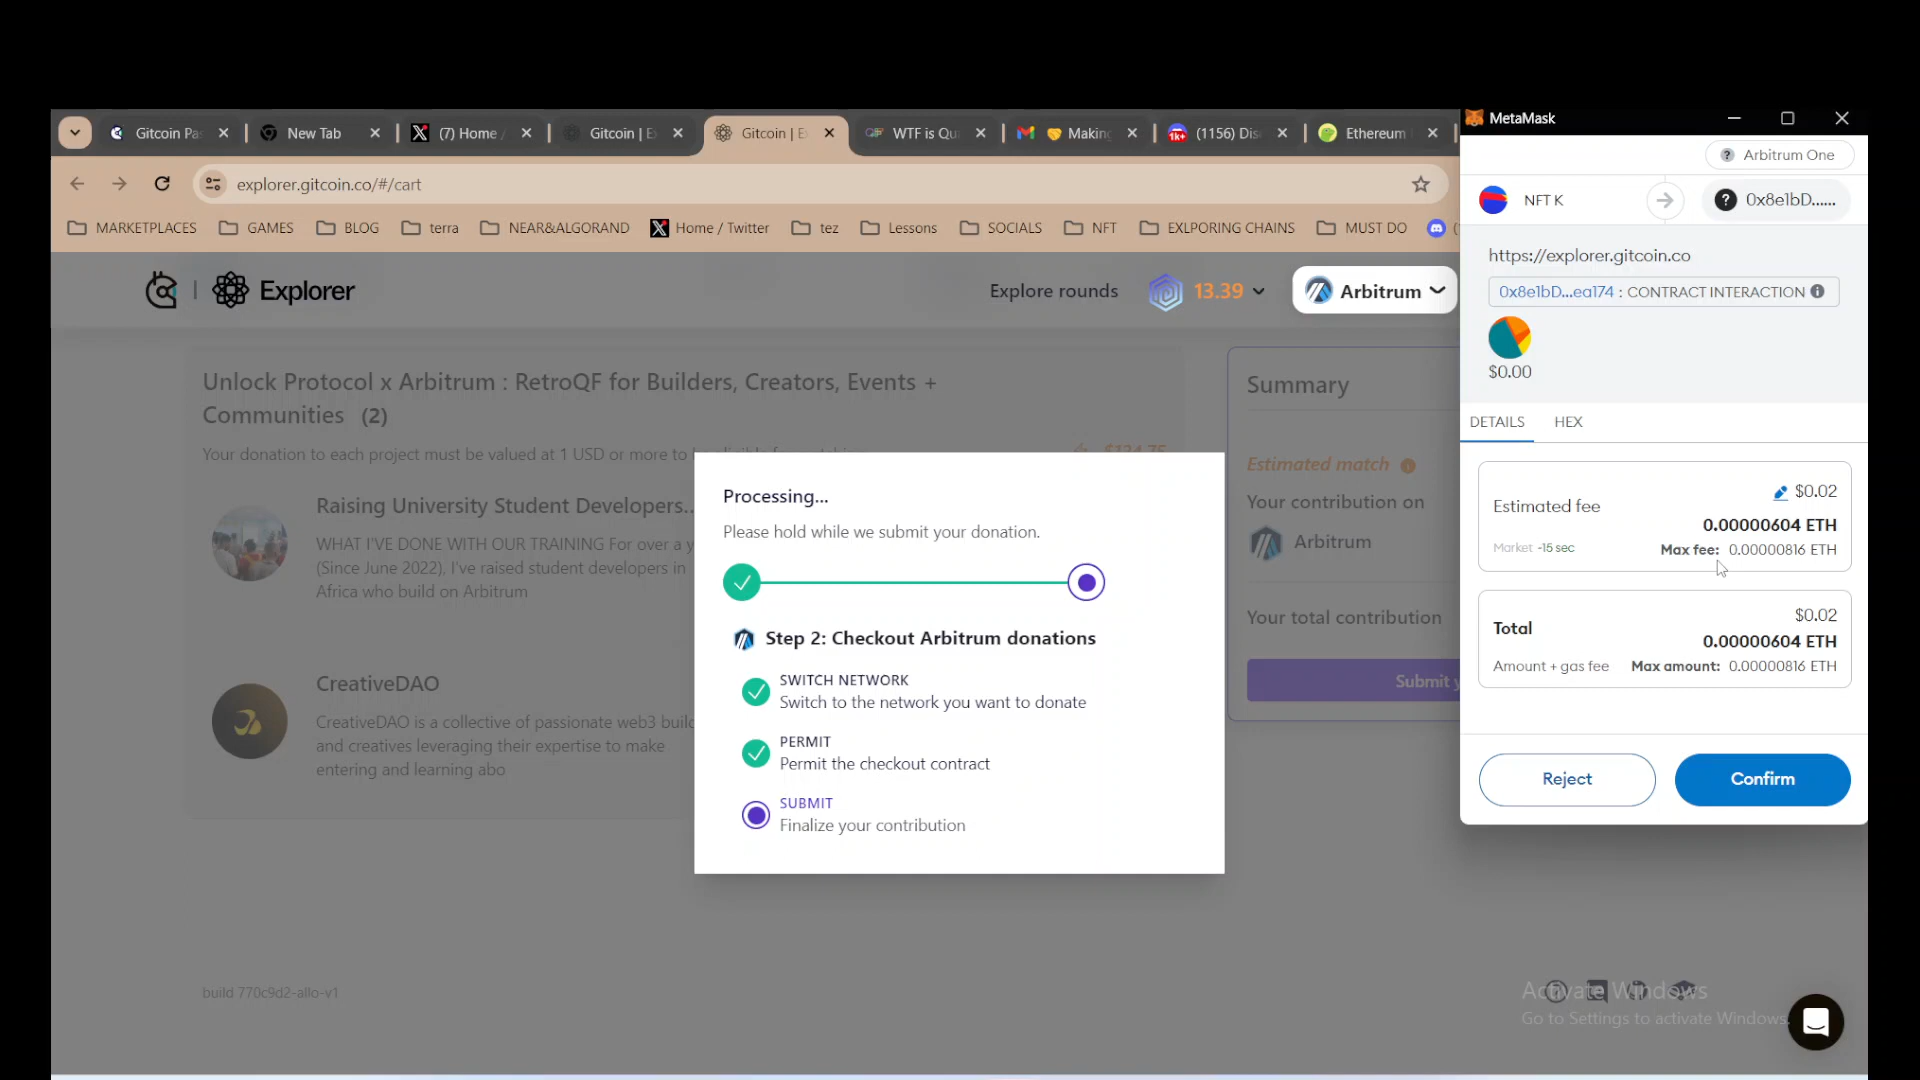 Gitcoin Pa
New Tab
(7) Home /
Gitcoin | E
Gitcoin | E
WTF is Qu
Making
(1156) Dis
Ethereum
MetaMask
explorer.gitcoin.co/#/cart
MARKETPLACES
GAMES
BLOG
terra
NEAR&ALGORAND
Home / Twitter
tez
Lessons
SOCIALS
NFT
EXLPORING CHAINS
MUST DO
Explorer
Explore rounds
13.39
Arbitrum
Unlock Protocol x Arbitrum : RetroQF for Builders, Creators, Events +
Communities (2)
Your donation to each project must be valued at 1 USD or more to
Raising University Student Developers...
WHAT I'VE DONE WITH OUR TRAINING For over a y
(Since June 2022), I've raised student developers in
Africa who build on Arbitrum
CreativeDAO
CreativeDAO is a collective of passionate web3 build
and creatives leveraging their expertise to make
entering and learning abo
Summary
Estimated match
Your contribution on
Arbitrum
Your total contribution
Submit y
Processing...
Please hold while we submit your donation.
Step 2: Checkout Arbitrum donations
SWITCH NETWORK
Switch to the network you want to donate
PERMIT
Permit the checkout contract
SUBMIT
Finalize your contribution
Arbitrum One
NFT K
0x8e1bD......
https://explorer.gitcoin.co
0x8e1bD...ea174 : CONTRACT INTERACTION
$0.00
DETAILS
HEX
Estimated fee
$0.02
0.00000604 ETH
Market ~15 sec
Max fee: 0.00000816 ETH
Total
$0.02
0.00000604 ETH
Amount + gas fee
Max amount: 0.00000816 ETH
Reject
Confirm
build 770c9d2-allo-v1
Activate Windows
Go to Settings to activate Windows.